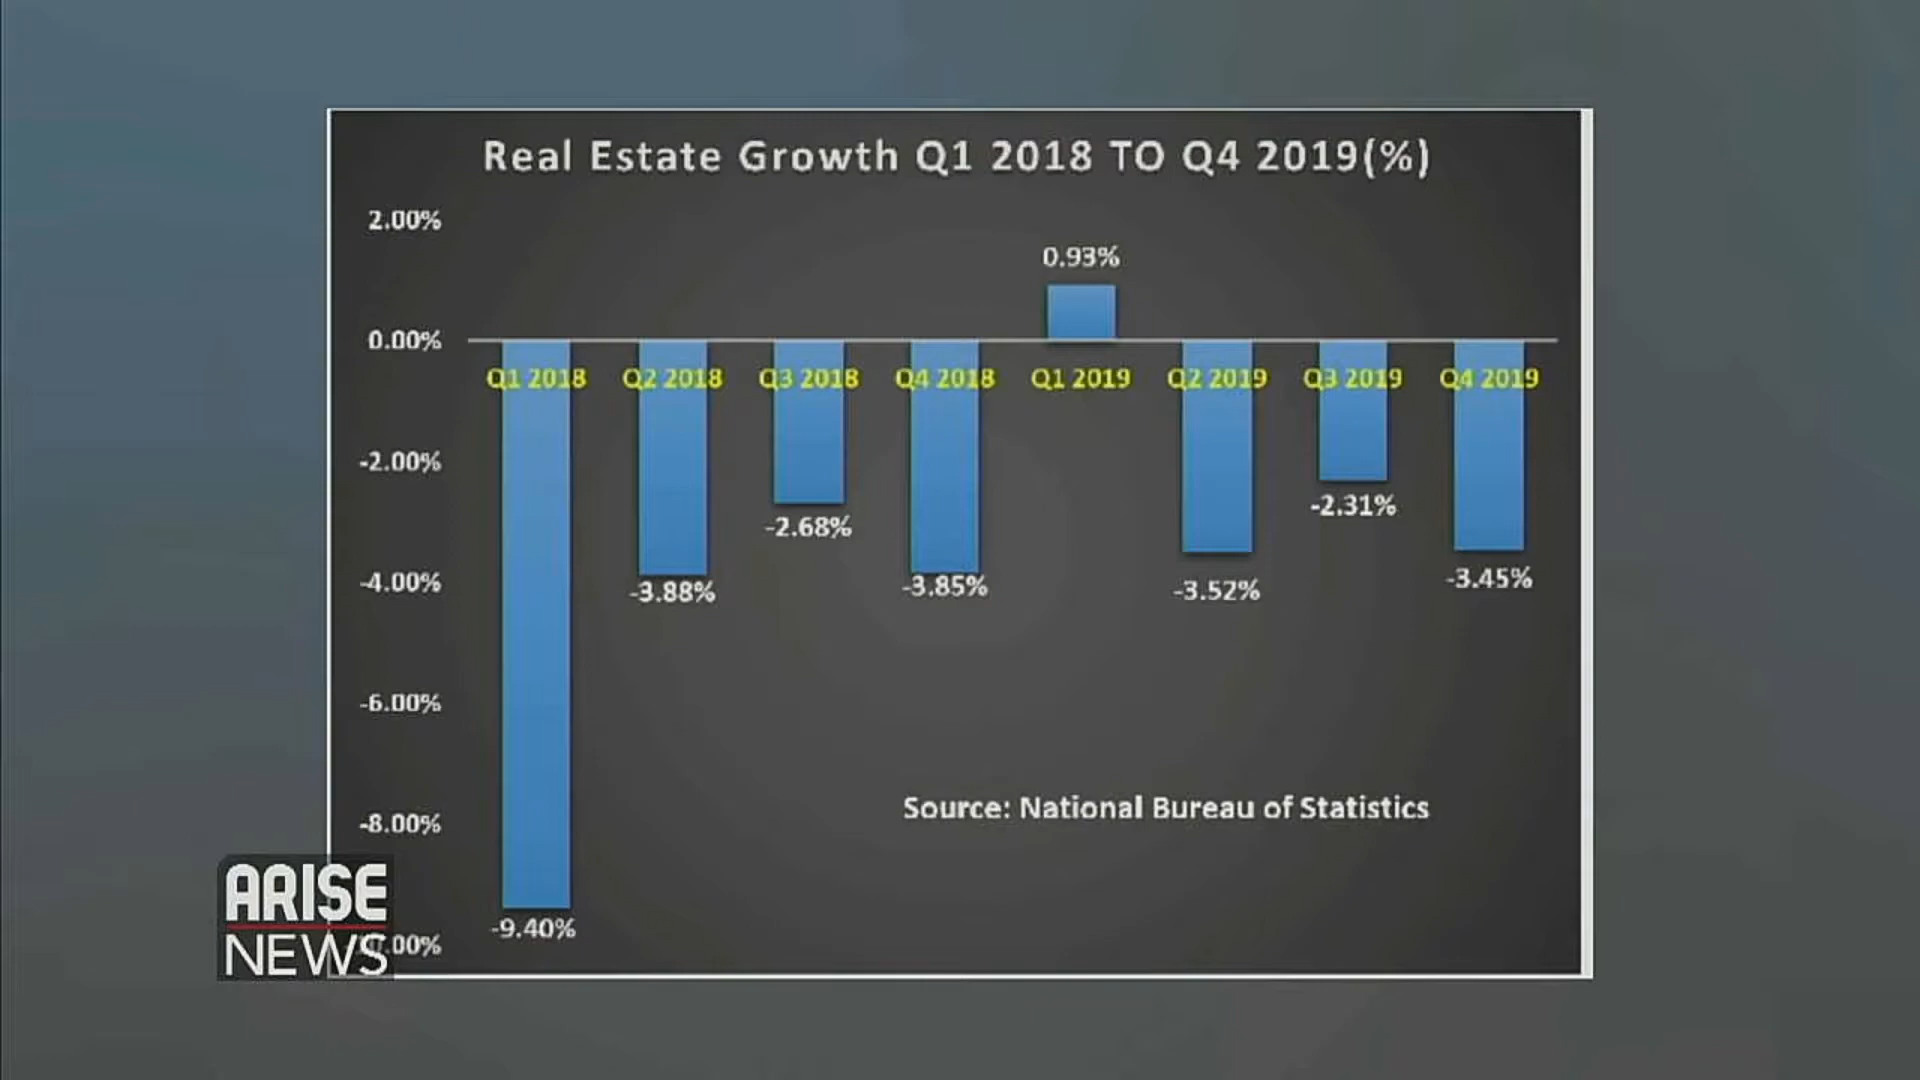 Real Estate Growth Q1 2018 TO Q4 2019(%)
2.00%
0.93%
0.00%
Q1 2018 Q2 2018 Q3 2018 Q4 2018 Q1 2019 Q2 2019 Q3 2019 Q4 2019
-2.00%
-2.31%
-2.68%
-4.00%
-3.88%
-3.85%
-3.52%
-3.45%
-6.00%
Source: National Bureau of Statistics
-8.00%
-9.40%
ARISE
NEWS